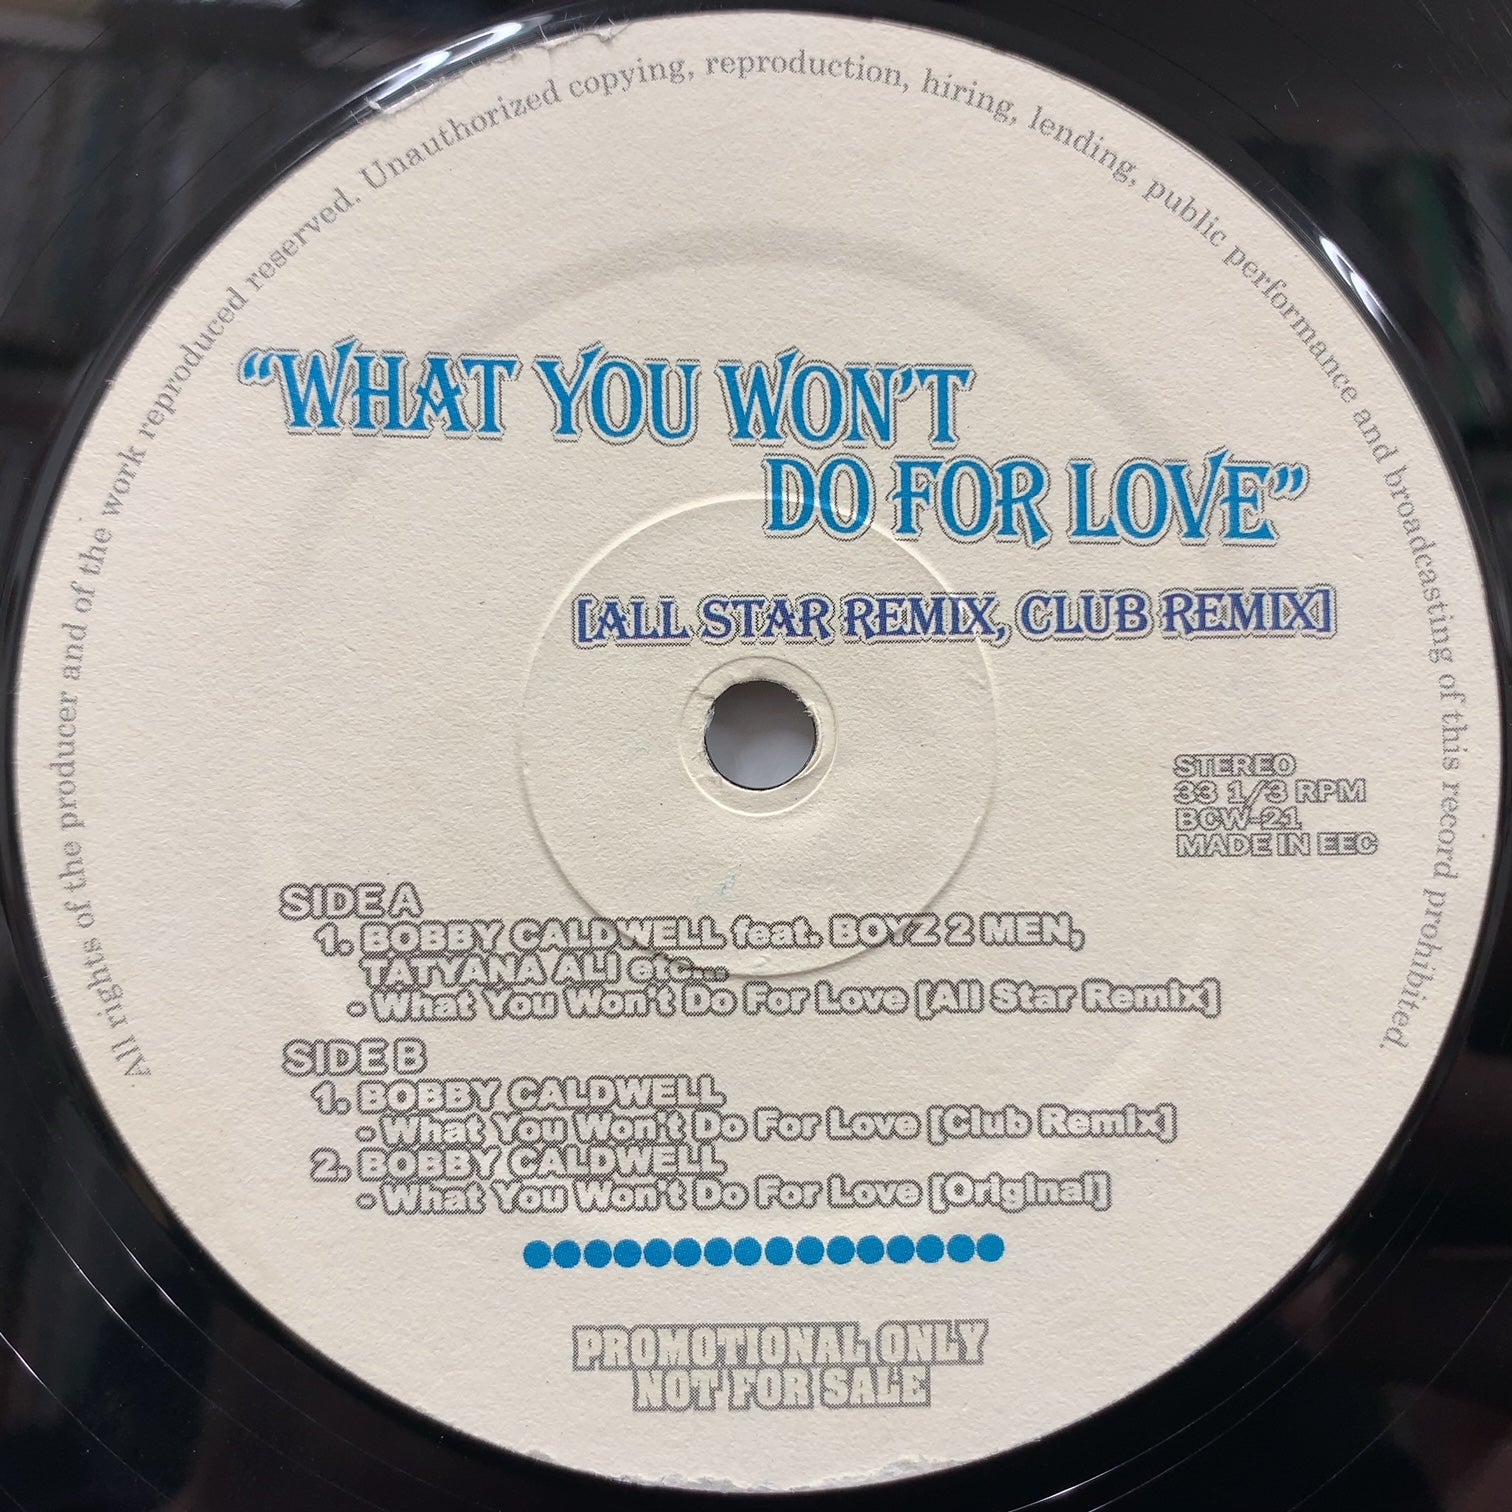 All rights of the producer and of the work reproduced reserved. Unauthorized copying, reproduction, hiring, lending, public performance and broadcasting of this record prohibited.
"WHAT YOU WON'T
DO FOR LOVE"
[ALL STAR REMIX, CLUB REMIX]
STEREO
33 1/3 RPM
BCW-21
MADE IN EEC
SIDE A
1. BOBBY CALDWELL feat. BOYZ 2 MEN,
TATYANA ALI etc...
- What You Won't Do For Love [All Star Remix]
SIDE B
1. BOBBY CALDWELL
- What You Won't Do For Love [Club Remix]
2. BOBBY CALDWELL
- What You Won't Do For Love [Original]
PROMOTIONAL ONLY
NOT FOR SALE